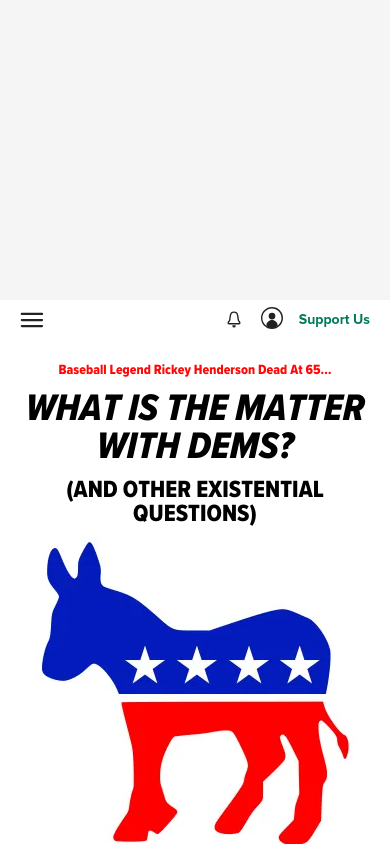 Support Us
Baseball Legend Rickey Henderson Dead At 65...
WHAT IS THE MATTER
WITH DEMS?
(AND OTHER EXISTENTIAL
QUESTIONS)